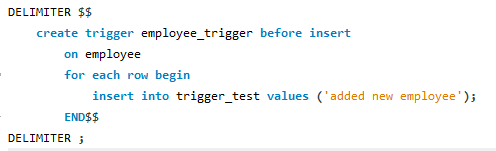 DELIMITER $$
create trigger employee_trigger before insert
on employee
for each row begin
insert into trigger_test values ('added new employee');
END$$
DELIMITER ;